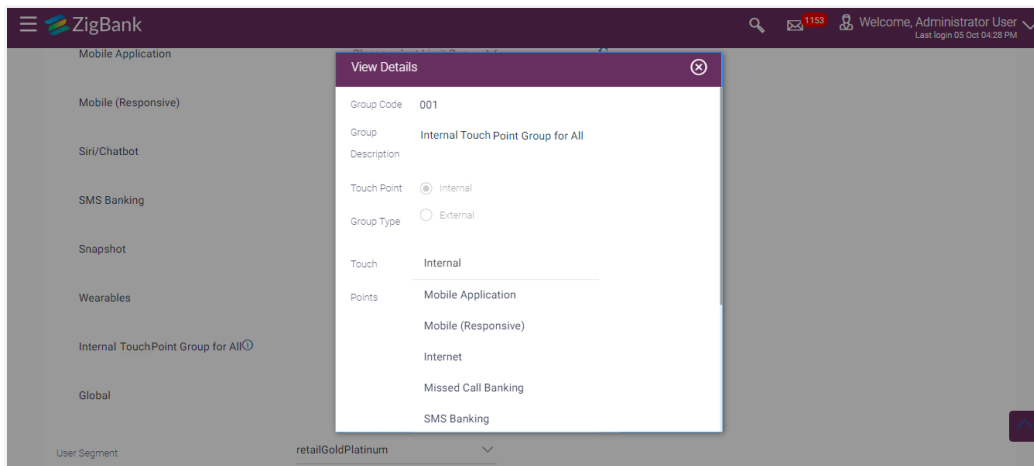 ZigBank
1153
Welcome, Administrator User
Last login 05 Oct 04:28 PM
Mobile Application
View Details
Mobile (Responsive)
Group Code 001
Group Description
Internal Touch Point Group for All
Siri/Chatbot
Touch Point Group Type
Internal
External
SMS Banking
Snapshot
Touch Points
Internal
Wearables
Mobile Application
Mobile (Responsive)
Internal TouchPoint Group for All
Internet
Missed Call Banking
Global
SMS Banking
User Segment
retailGoldPlatinum